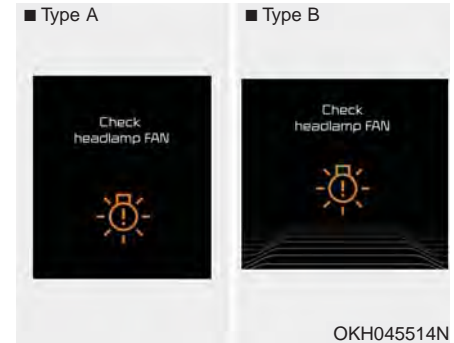 ■ Type A
■ Type B
Check
headlamp FAN
Check
headlamp FAN
OKH045514N